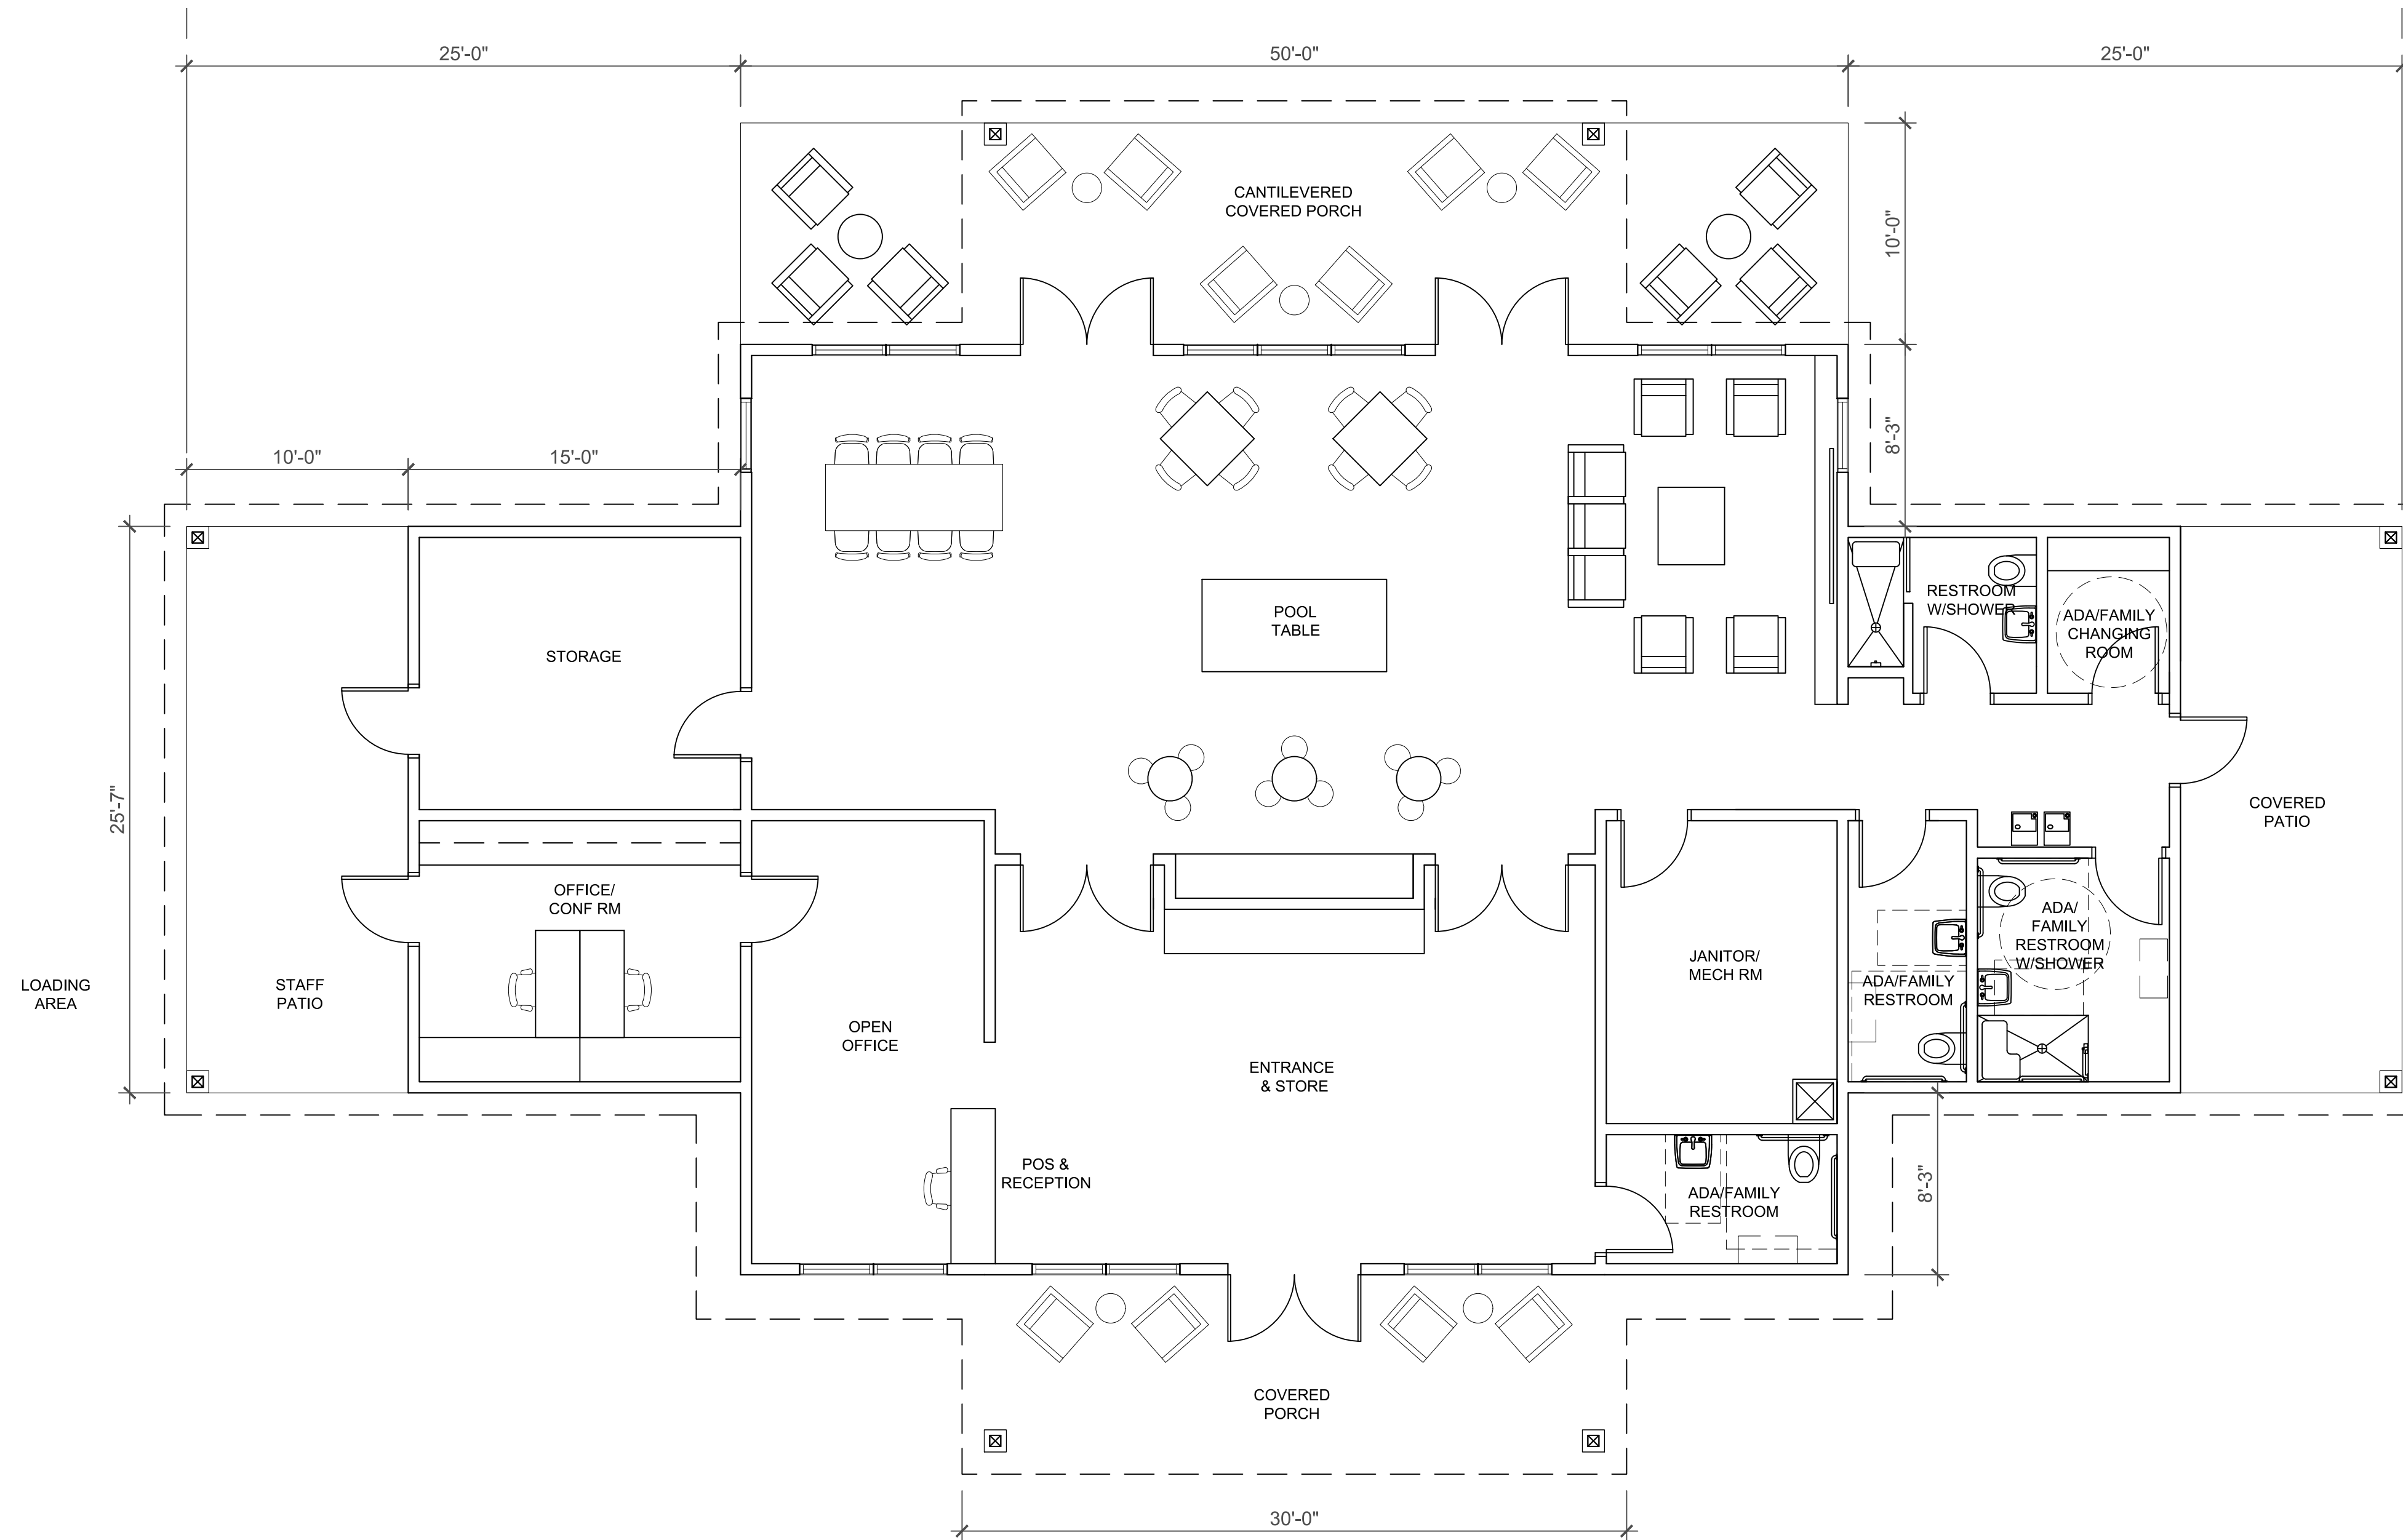 25'-0"
50'-0"
25'-0"
CANTILEVERED
COVERED PORCH
10'-0"
8'-3"
10'-0"
15'-0"
25'-7"
STORAGE
POOL
TABLE
RESTROOM
W/SHOWER
ADA/FAMILY
CHANGING
ROOM
COVERED
PATIO
OFFICE/
CONF RM
LOADING
AREA
STAFF
PATIO
OPEN
OFFICE
ENTRANCE
& STORE
JANITOR/
MECH RM
ADA/FAMILY
RESTROOM
ADA/
FAMILY
RESTROOM
W/SHOWER
POS &
RECEPTION
ADA/FAMILY
RESTROOM
8'-3"
COVERED
PORCH
30'-0"